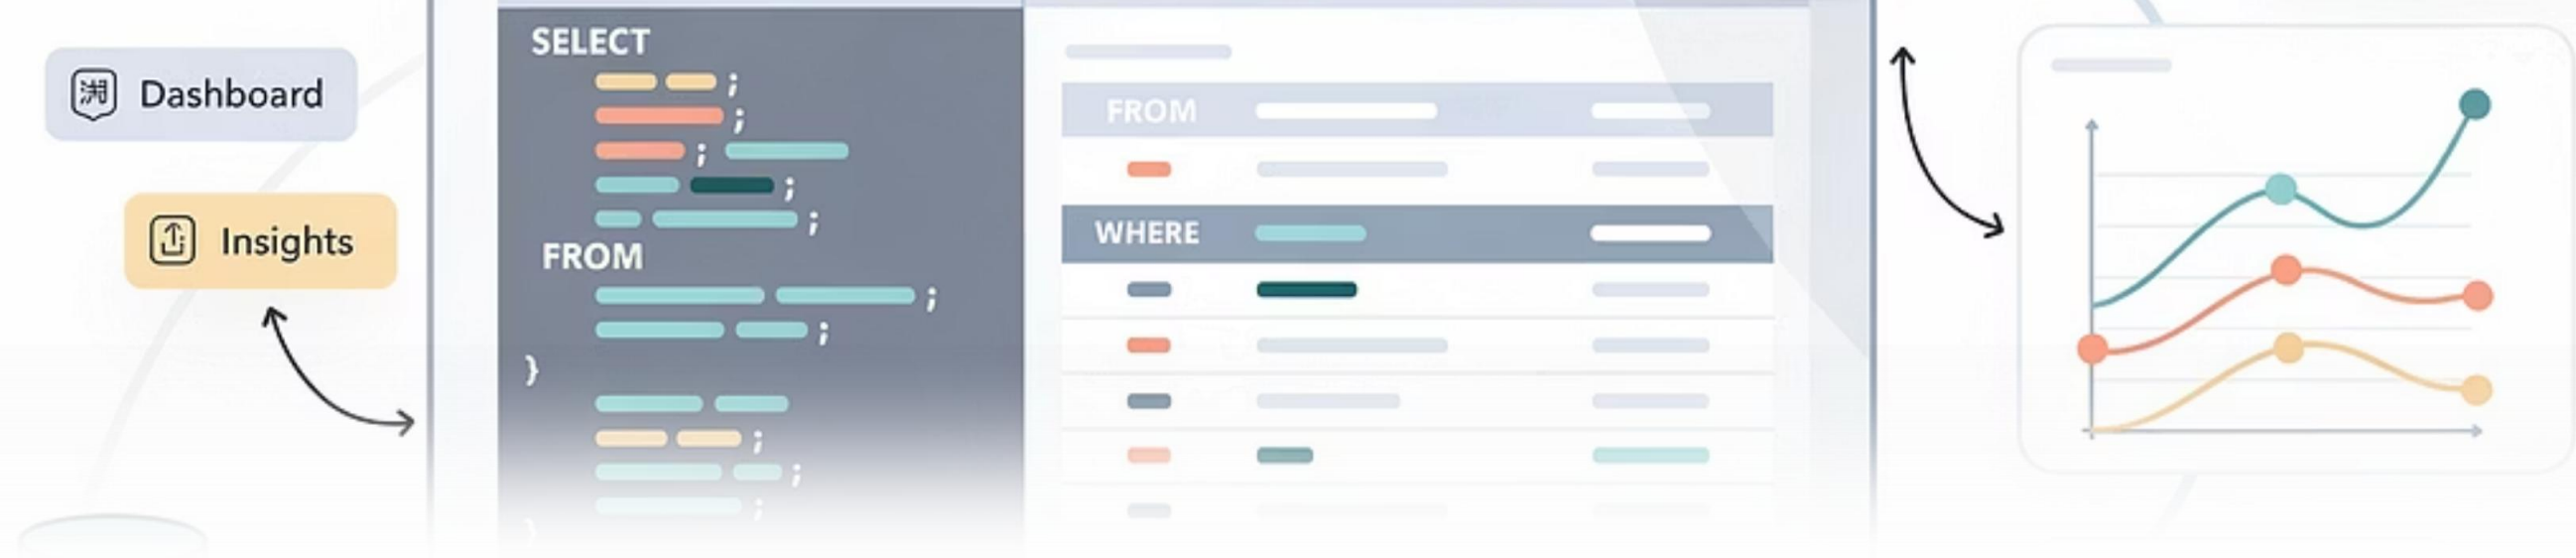 Dashboard
Insights
SELECT
;
;
;
;
;
FROM
;
;
}
;
;
;
}
FROM
WHERE